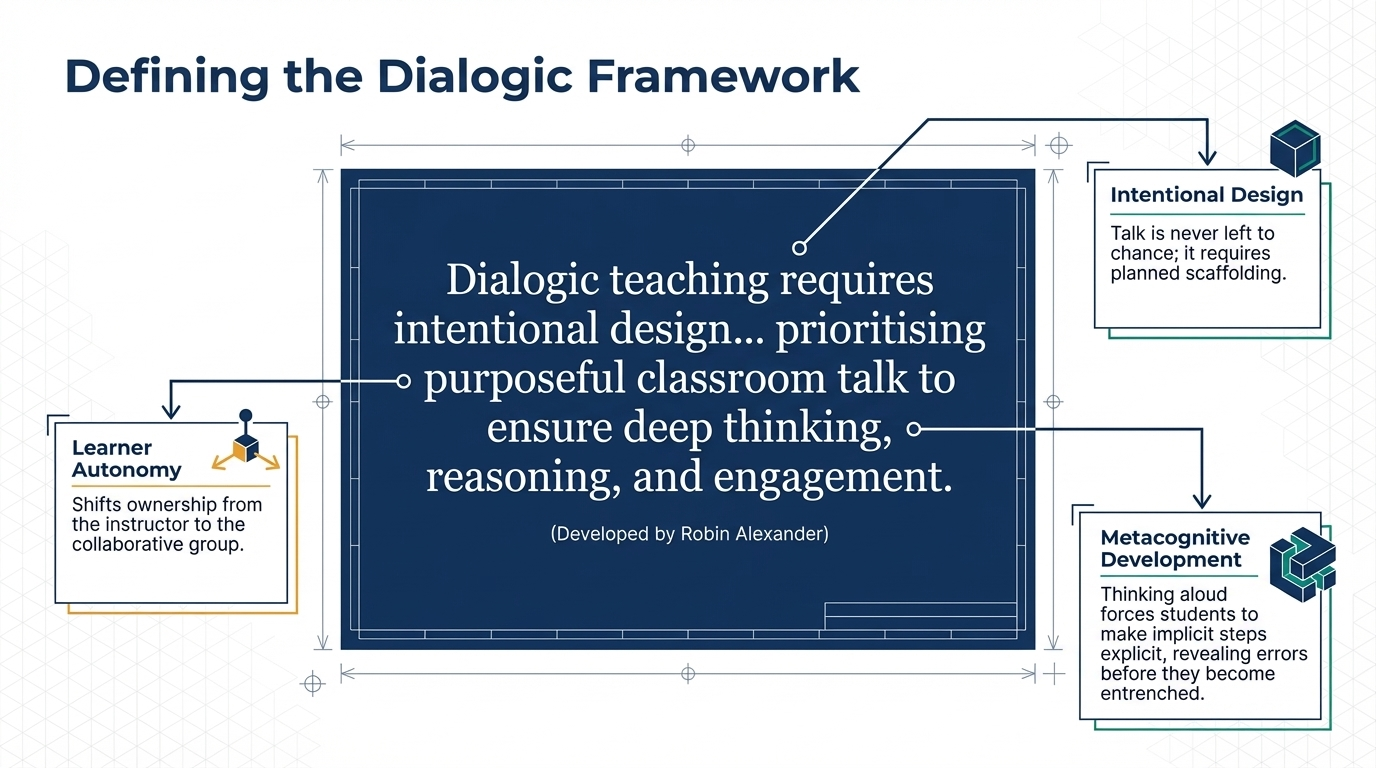 Defining the Dialogic Framework
Dialogic teaching requires
intentional design... prioritising
purposeful classroom talk to
ensure deep thinking,
reasoning, and engagement.
(Developed by Robin Alexander)
Intentional Design
Talk is never left to
chance; it requires
planned scaffolding.
Learner
Autonomy
Shifts ownership from
the instructor to the
collaborative group.
Metacognitive
Development
Thinking aloud
forces students to
make implicit steps
explicit, revealing errors
before they become
entrenched.